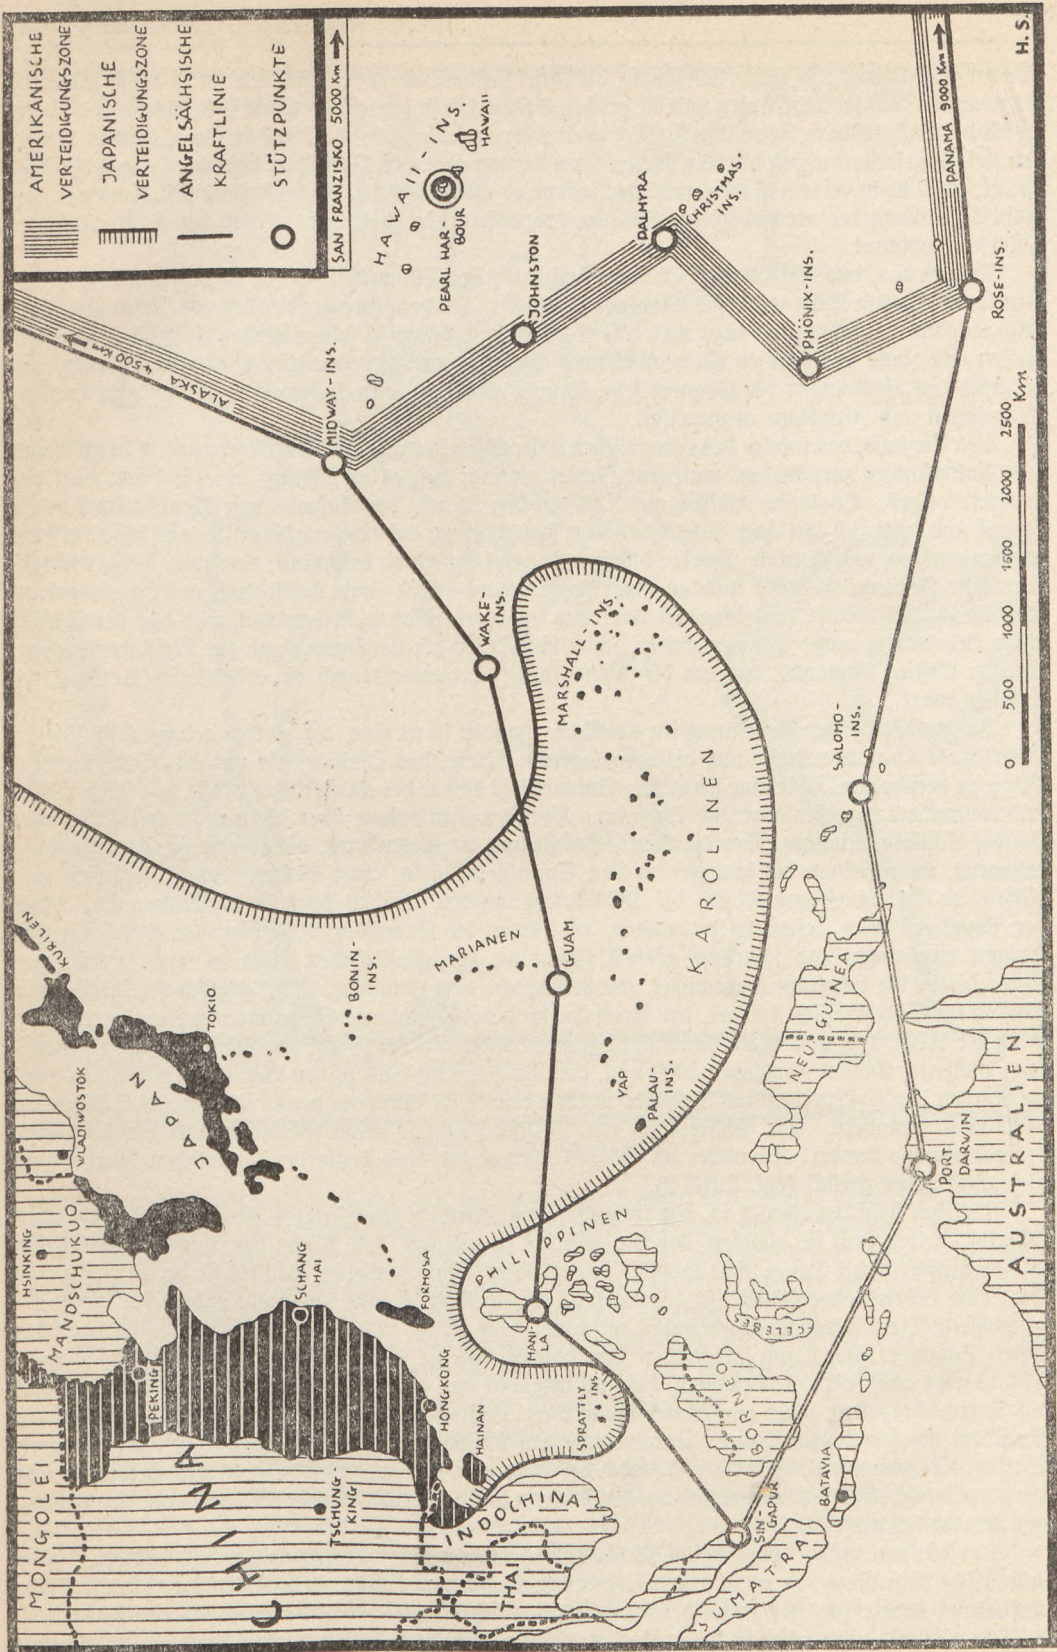 AMERIKANISCHE
VERTEIDIGUNGSZONE
JAPANISCHE
VERTEIDIGUNGSZONE
ANGELSÄCHSISCHE
KRAFTLINIE
STÜTZPUNKTE
SAN FRANZISKO 5000 Km
MONGOLEI
MANDSCHUKUO
HSINKING
WLADIWOSTOK
KURILEN
ALASKA 4500 Km
PEKING
JAPAN
TOKIO
CHINA
TSCHUNG-
KING
SCHANG
HAI
BONIN-
INS.
MIDWAY-INS.
HAWAII-INS.
PEARL HAR-
BOUR
HAWAII
FORMOSA
HONGKONG
HAINAN
MARIANEN
WAKE-
INS.
JOHNSTON
INDOCHINA
THAI
SPRATTLY
INS.
MANI-
LA
PHILIPPINEN
GUAM
MARSHALL-INS.
YAP
PALAU-
INS.
KAROLINEN
PALMYRA
CHRISTMAS.
INS.
SIN-
GAPUR
SUMATRA
BORNEO
CELEBES
BATAVIA
NEU GUINEA
SALOMO-
INS.
PHÖNIX-INS.
PORT
DARWIN
AUSTRALIEN
ROSE-INS.
PANAMA 9000 Km
0 500 1000 1500 2000 2500
Km
H.S.